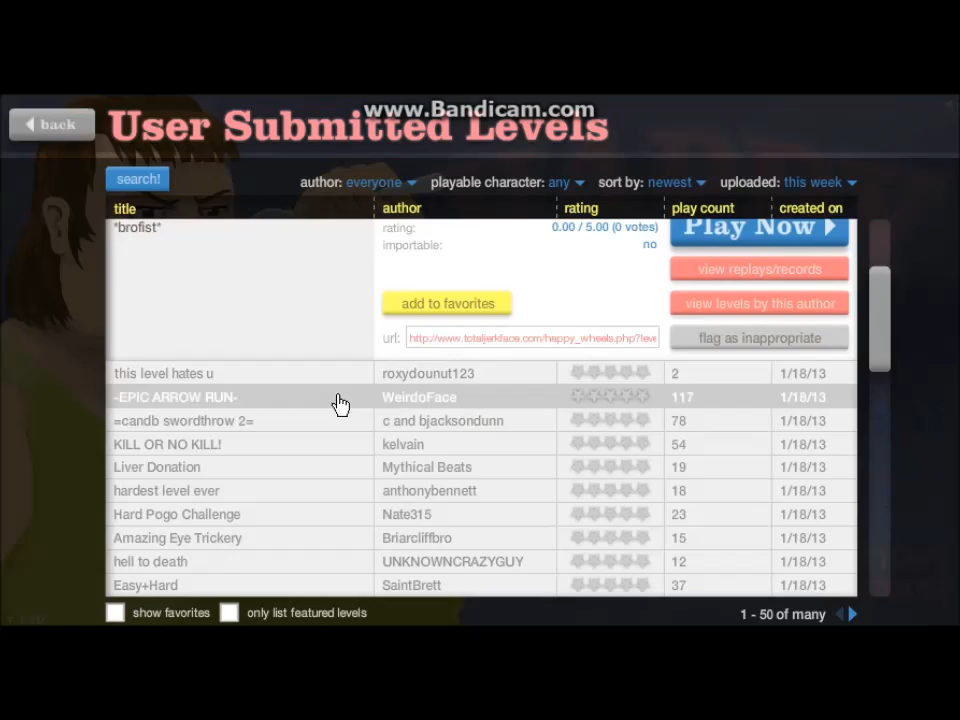 www.Bandicam.com
back
User Submitted Levels
search!
author: everyone playable character: any sort by: newest uploaded: this week
title author rating play count created on
*brofist*
rating: 0.00 / 5.00 (0 votes)
importable: no
Play Now
view replays/records
add to favorites
view levels by this author
url: http://www.totaljerkface.com/happy_wheels.php?leve
flag as inappropriate
this level hates u roxydounut123 2 1/18/13
-EPIC ARROW RUN- WeirdoFace 117 1/18/13
=candb swordthrow 2= c and bjacksondunn 78 1/18/13
KILL OR NO KILL! kelvain 54 1/18/13
Liver Donation Mythical Beats 19 1/18/13
hardest level ever anthonybennett 18 1/18/13
Hard Pogo Challenge Nate315 23 1/18/13
Amazing Eye Trickery Briarcliffbro 15 1/18/13
hell to death UNKNOWNCRAZYGUY 12 1/18/13
Easy+Hard SaintBrett 37 1/18/13
show favorites only list featured levels 1 - 50 of many